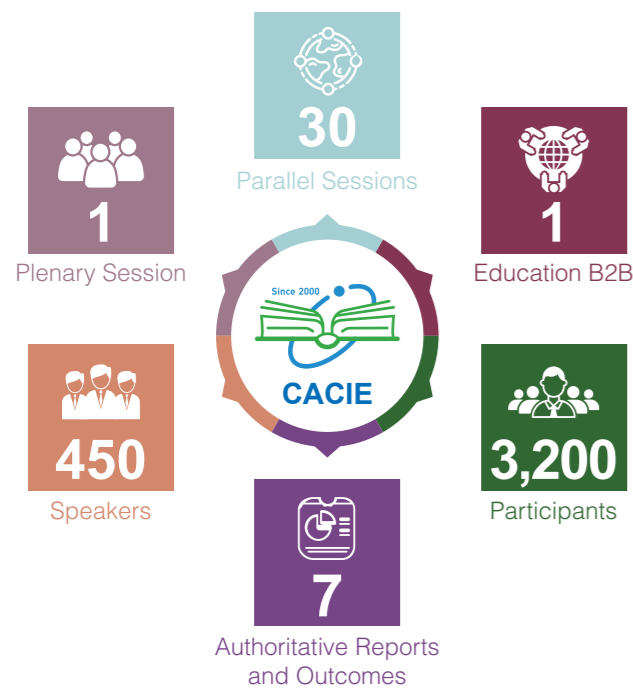 30
Parallel Sessions
1
Plenary Session
1
Education B2B
Since 2000
CACIE
450
Speakers
3,200
Participants
7
Authoritative Reports
and Outcomes